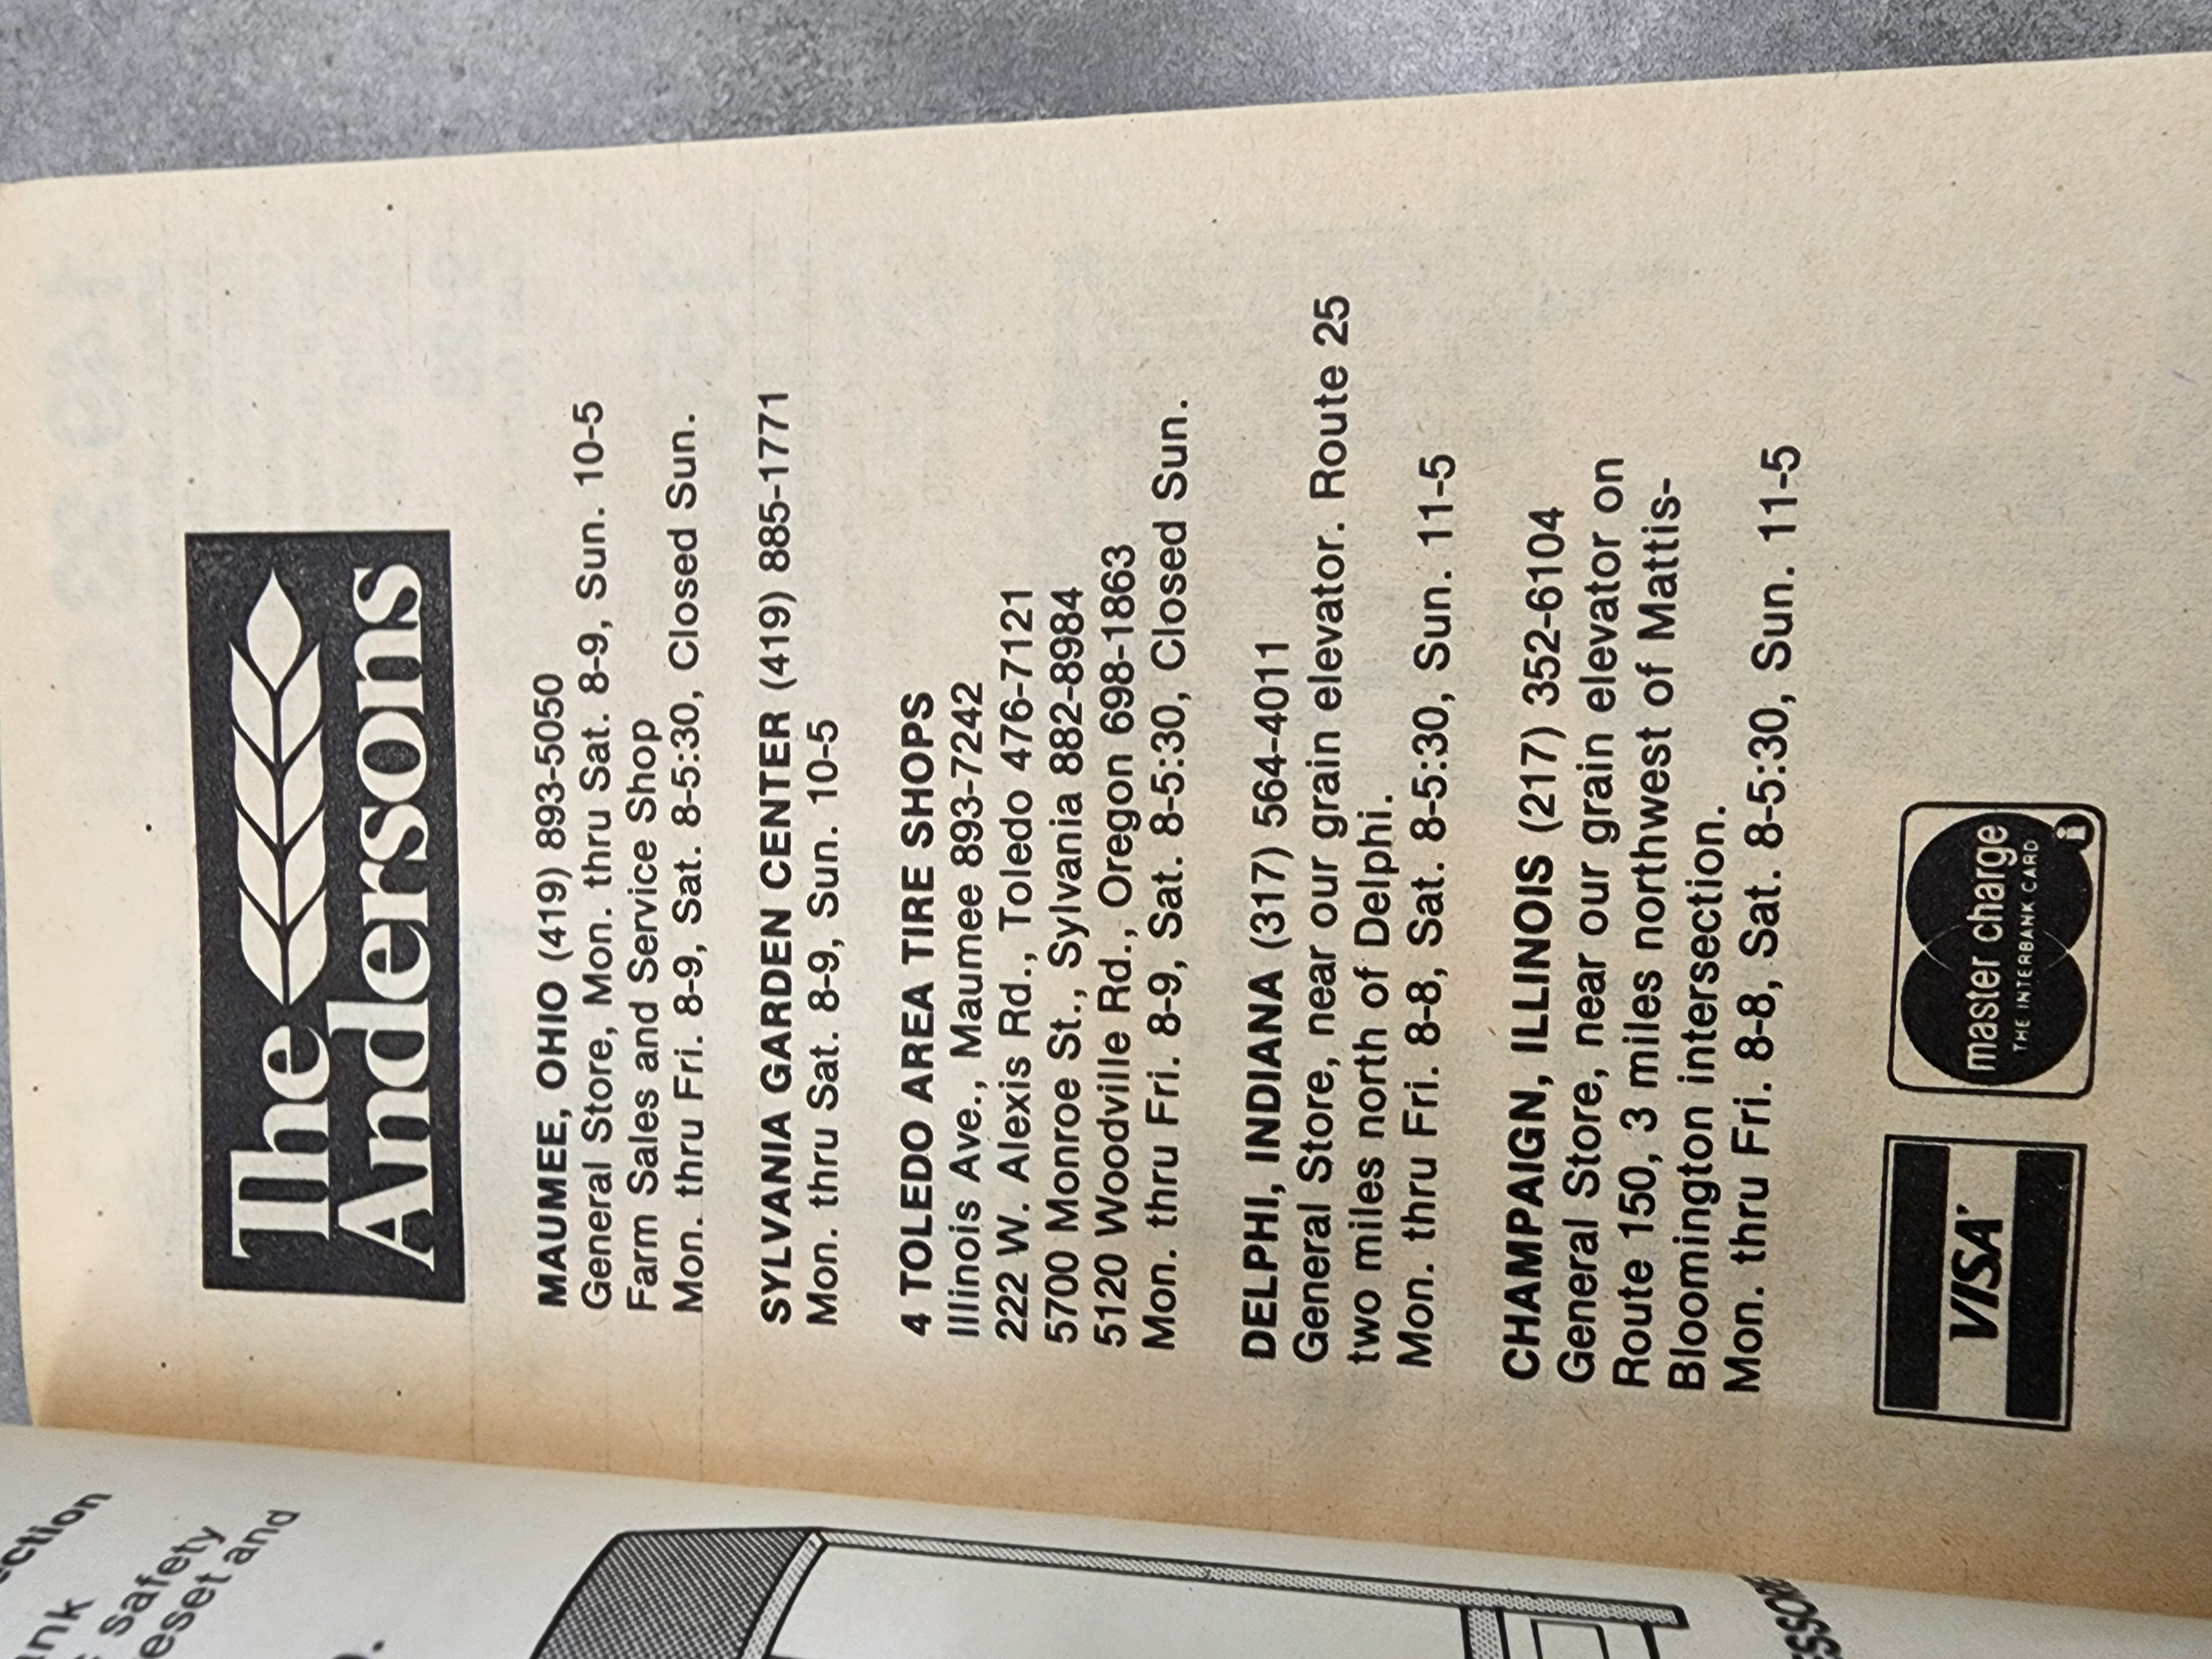 The
Andersons
MAUMEE, OHIO (419) 893-5050
General Store, Mon. thru Sat. 8-9, Sun. 10-5
Farm Sales and Service Shop
Mon. thru Fri. 8-9, Sat. 8-5:30, Closed Sun.
SYLVANIA GARDEN CENTER (419) 885-1771
Mon. thru Sat. 8-9, Sun. 10-5
4 TOLEDO AREA TIRE SHOPS
Illinois Ave., Maumee 893-7242
222 W. Alexis Rd., Toledo 476-7121
5700 Monroe St., Sylvania 882-8984
5120 Woodville Rd., Oregon 698-1863
Mon. thru Fri. 8-9, Sat. 8-5:30, Closed Sun.
DELPHI, INDIANA (317) 564-4011
General Store, near our grain elevator. Route 25
two miles north of Delphi.
Mon. thru Fri. 8-8, Sat. 8-5:30, Sun. 11-5
CHAMPAIGN, ILLINOIS (217) 352-6104
General Store, near our grain elevator on
Route 150, 3 miles northwest of Mattis-
Bloomington intersection.
Mon. thru Fri. 8-8, Sat. 8-5:30, Sun. 11-5
VISA
master charge
THE INTERBANK CARD
i
safety
and